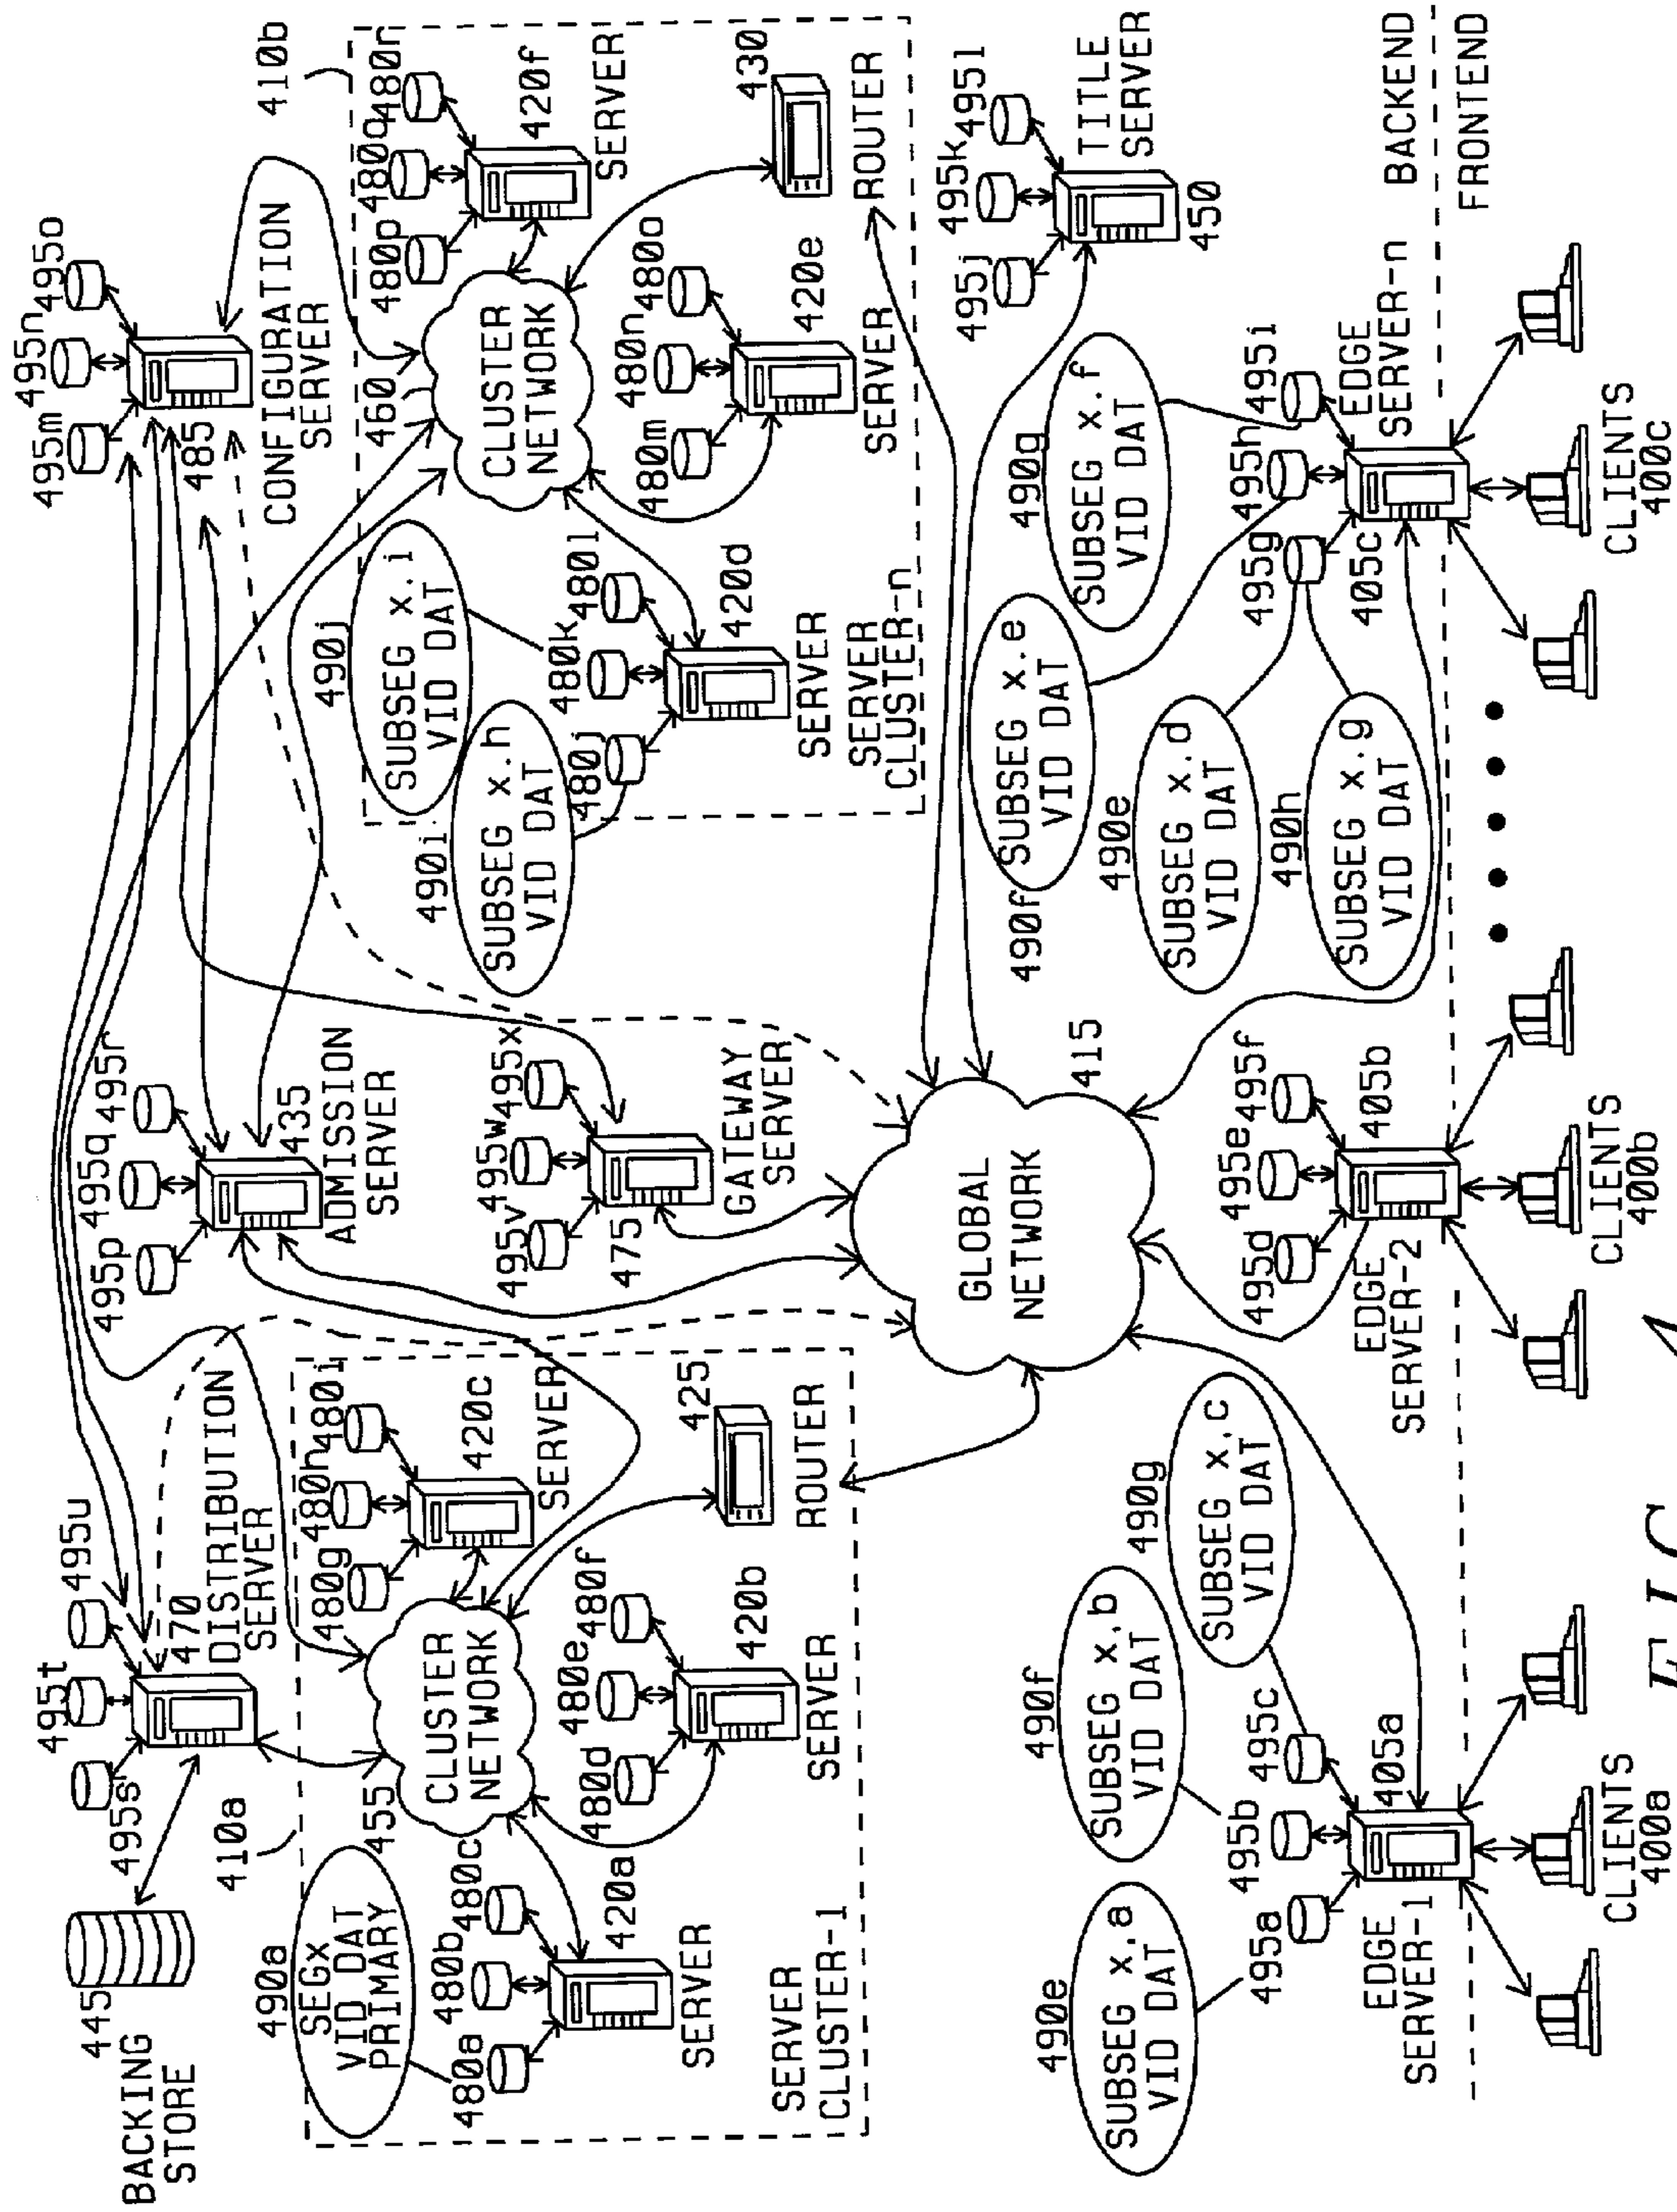 445
BACKING
STORE
495s
495t
495u
470
DISTRIBUTION
SERVER
495p
495q
495r
435
ADMISSION
SERVER
495m
495n
495o
485
CONFIGURATION
SERVER
410a
490a
SEGx
VID DAT
PRIMARY
455
CLUSTER
NETWORK
480a
480b
480c
420a
SERVER
480d
480e
480f
420b
SERVER
480g
480h
480i
420c
SERVER
425
ROUTER
SERVER
CLUSTER-1
495v
495w
495x
475
GATEWAY
SERVER
410b
460
CLUSTER
NETWORK
490i
SUBSEG x.h
VID DAT
490j
SUBSEG x.i
VID DAT
480j
480k
480l
420d
SERVER
480m
480n
480o
420e
SERVER
480p
480q
480r
420f
SERVER
430
ROUTER
SERVER
CLUSTER-n
GLOBAL
NETWORK
415
495j
495k
495l
TITLE
SERVER
450
490e
SUBSEG x.a
VID DAT
490f
SUBSEG x.b
VID DAT
490g
SUBSEG x.c
VID DAT
495a
495b
495c
EDGE
SERVER-1
405a
CLIENTS
400a
495d
495e
495f
EDGE
SERVER-2
405b
CLIENTS
400b
490f
SUBSEG x.e
VID DAT
490g
SUBSEG x.f
VID DAT
490e
SUBSEG x.d
VID DAT
490h
SUBSEG x.g
VID DAT
495g
495h
495i
405c
EDGE
SERVER-n
CLIENTS
400c
BACKEND
FRONTEND
FIG. 4